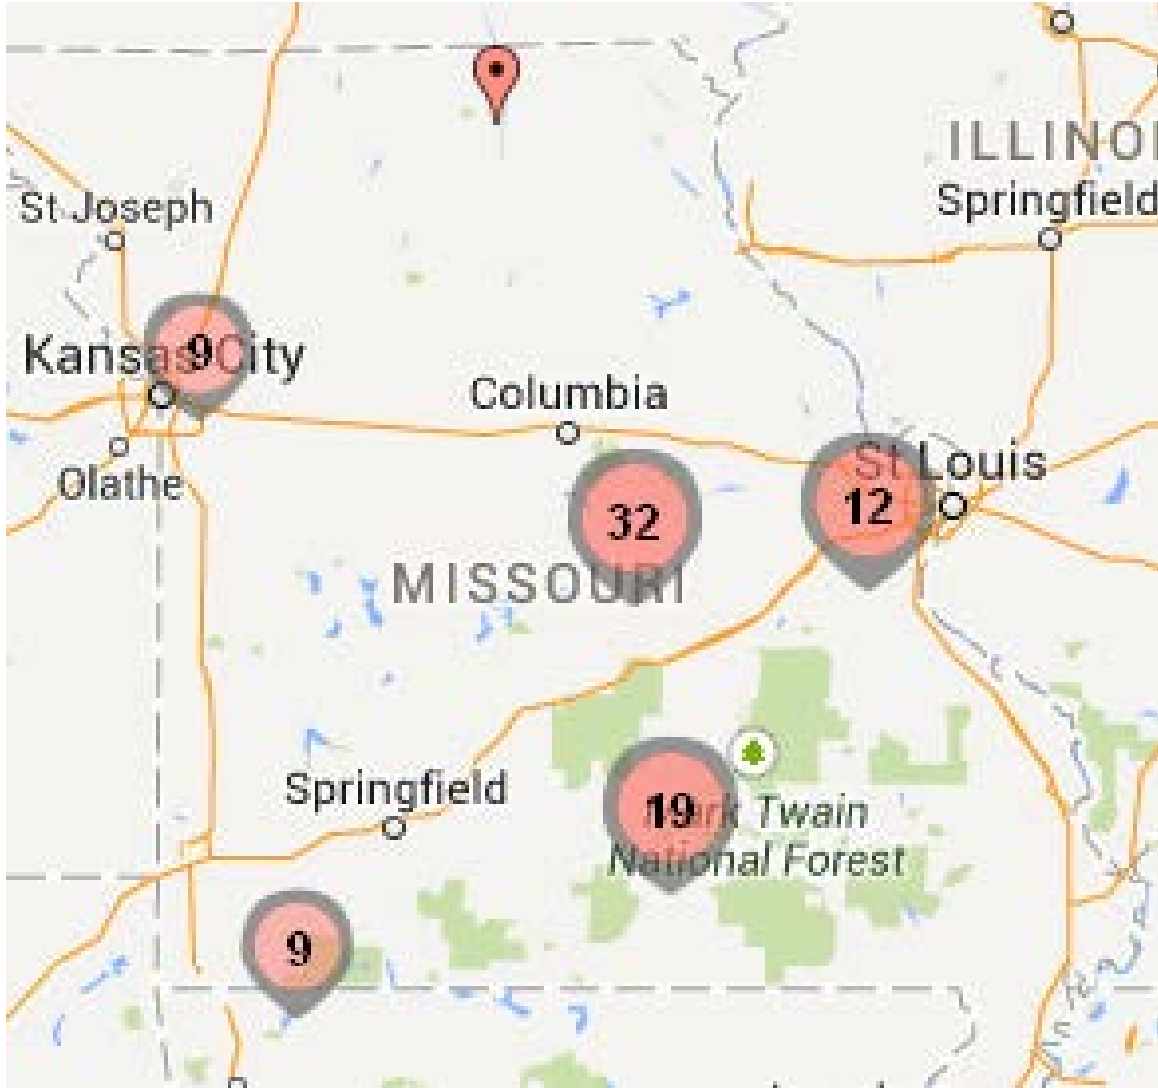 ILLINOI
Springfield
St Joseph
9
Kansas City
Columbia
Olathe
St Louis
12
32
MISSOURI
Springfield
19
Mark Twain
National Forest
9